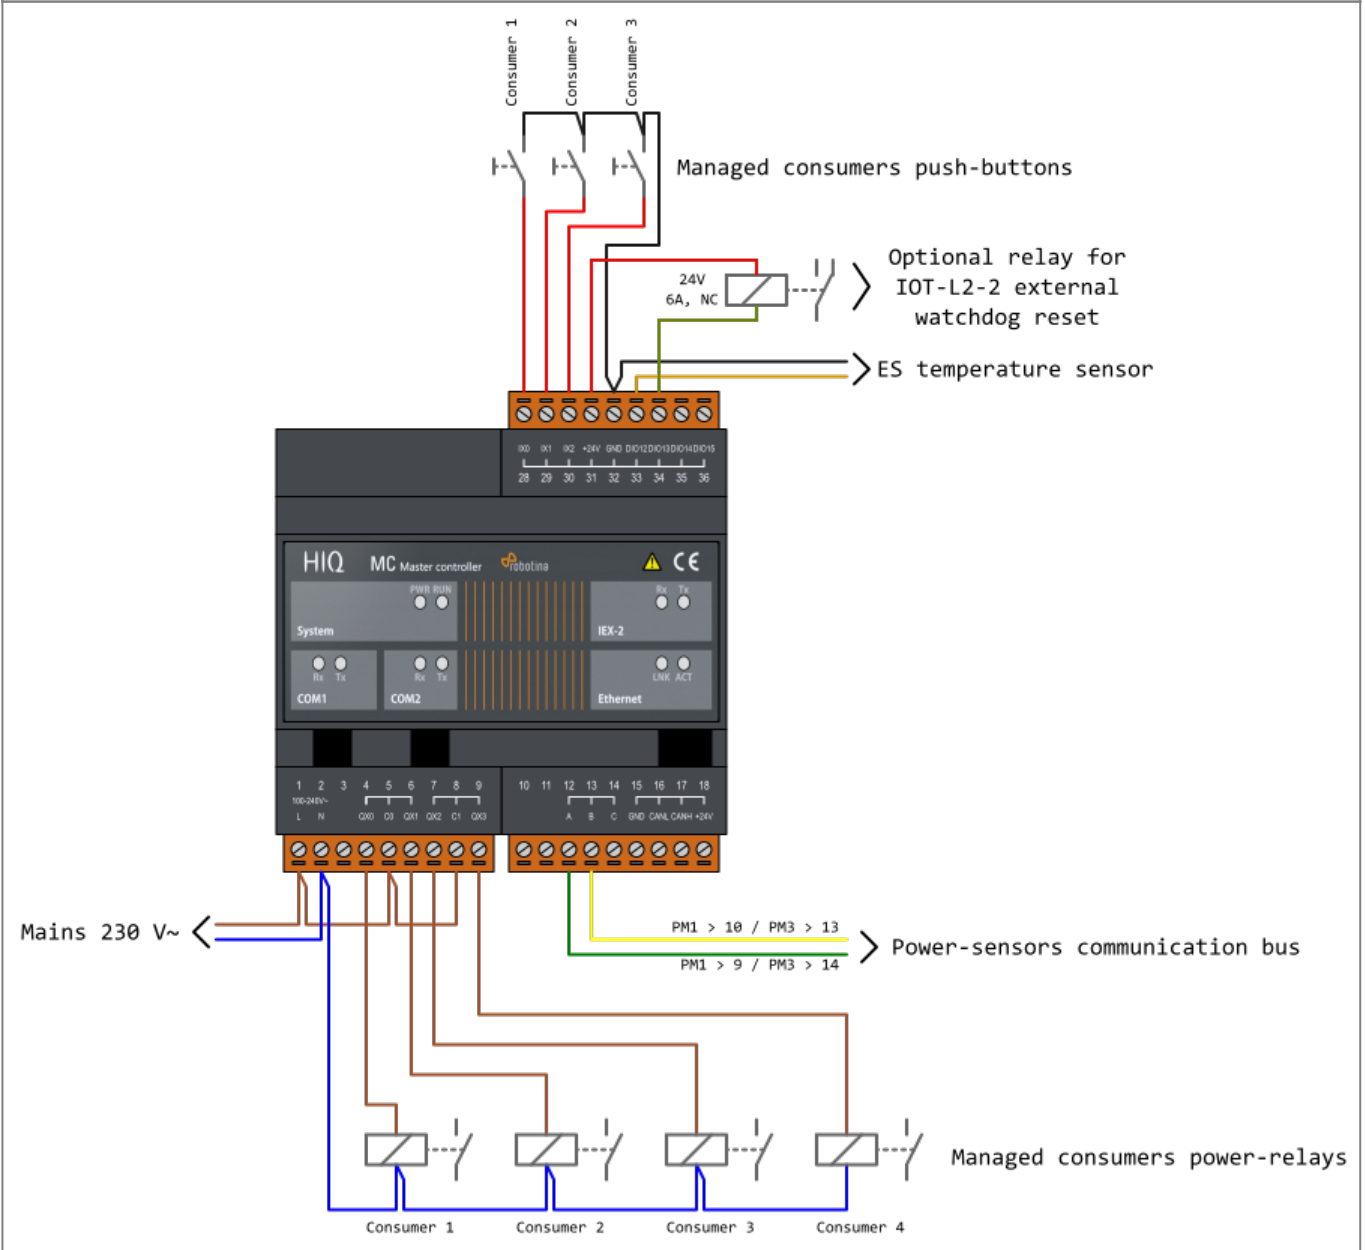 Consumer 1
Consumer 2
Consumer 3
Managed consumers push-buttons
Optional relay for
IOT-L2-2 external
watchdog reset
24V
6A, NC
ES temperature sensor
IX0 IX1 IX2 +24V GND DIO12 DIO13 DIO14 DIO15
28 29 30 31 32 33 34 35 36
HIQ MC Master controller robotina CE
PWR RUN
System
Rx Tx
IEX-2
Rx Tx
COM1
Rx Tx
COM2
LNK ACT
Ethernet
1 2 3 4 5 6 7 8 9
100-240V~
L N QX0 C0 QX1 QX2 C1 QX3
10 11 12 13 14 15 16 17 18
A B C GND CANL CANH +24V
Mains 230 V~
PM1 > 10 / PM3 > 13
PM1 > 9 / PM3 > 14
Power-sensors communication bus
Managed consumers power-relays
Consumer 1
Consumer 2
Consumer 3
Consumer 4